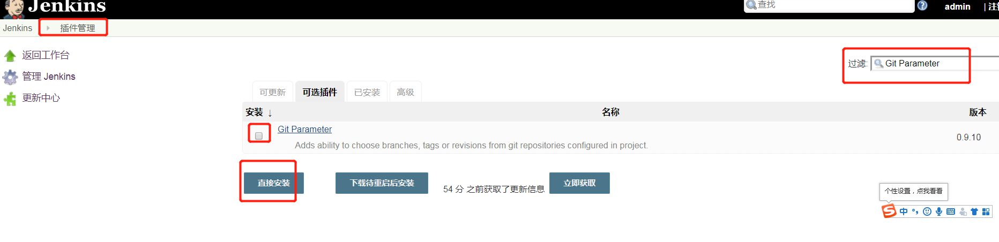 Jenkins
查找
admin
|
Jenkins
插件管理
返回工作台
管理 Jenkins
更新中心
过滤:
Git Parameter
可更新
可选插件
已安装
高级
安装 ↓
名称
版本
Git Parameter
Adds ability to choose branches, tags or revisions from git repositories configured in project.
0.9.10
直接安装
下载待重启后安装
54 分 之前获取了更新信息
立即获取
个性设置，点我看看
S 中 °,